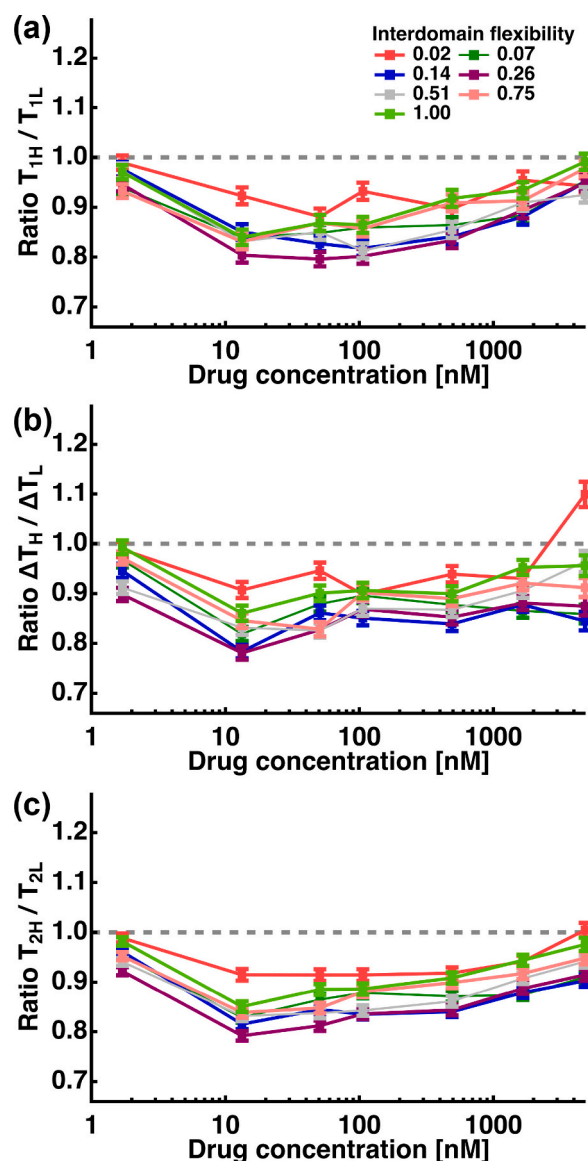 (a)
Interdomain flexibility
0.02 0.07
0.14 0.26
0.51 0.75
1.00
Ratio T1H / T1L
1.2
1.1
1.0
0.9
0.8
0.7
1 10 100 1000
Drug concentration [nM]
(b)
Ratio ΔTH / ΔTL
1.2
1.1
1.0
0.9
0.8
0.7
1 10 100 1000
Drug concentration [nM]
(c)
Ratio T2H / T2L
1.2
1.1
1.0
0.9
0.8
0.7
1 10 100 1000
Drug concentration [nM]